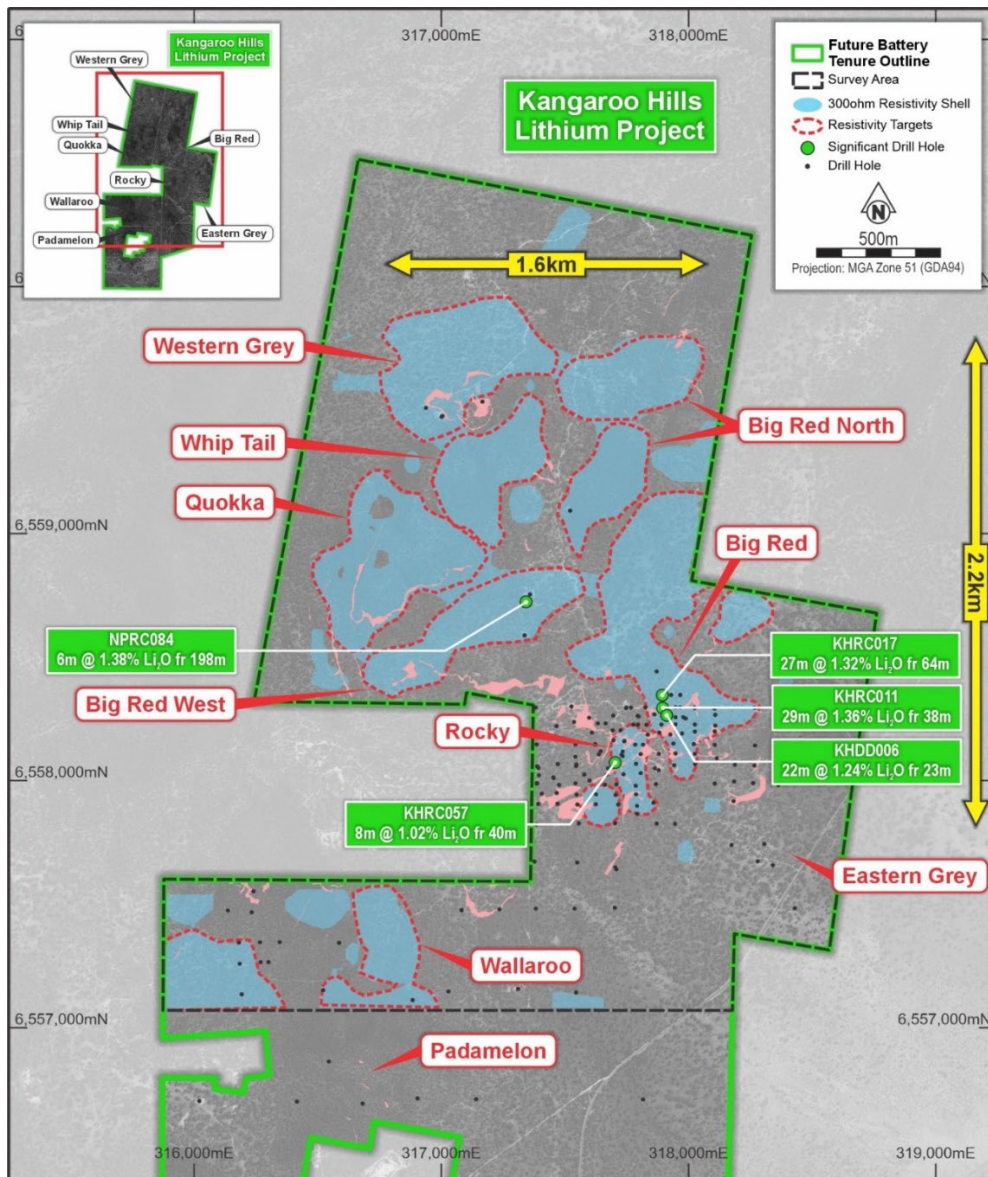 317,000mE
318,000mE
Kangaroo Hills
Lithium Project
Western Grey
Whip Tail
Quokka
Big Red
Rocky
Wallaroo
Padamelon
Eastern Grey
Kangaroo Hills
Lithium Project
Future Battery
Tenure Outline
Survey Area
300ohm Resistivity Shell
Resistivity Targets
Significant Drill Hole
Drill Hole
N
500m
Projection: MGA Zone 51 (GDA94)
1.6km
Western Grey
Big Red North
Whip Tail
Quokka
6,559,000mN
Big Red
2.2km
NPRC084
6m @ 1.38% Li₂O fr 198m
KHRC017
27m @ 1.32% Li₂O fr 64m
Big Red West
KHRC011
29m @ 1.36% Li₂O fr 38m
Rocky
KHDD006
22m @ 1.24% Li₂O fr 23m
6,558,000mN
KHRC057
8m @ 1.02% Li₂O fr 40m
Eastern Grey
Wallaroo
6,557,000mN
6,557,000mN
Padamelon
316,000mE
317,000mE
318,000mE
319,000mE